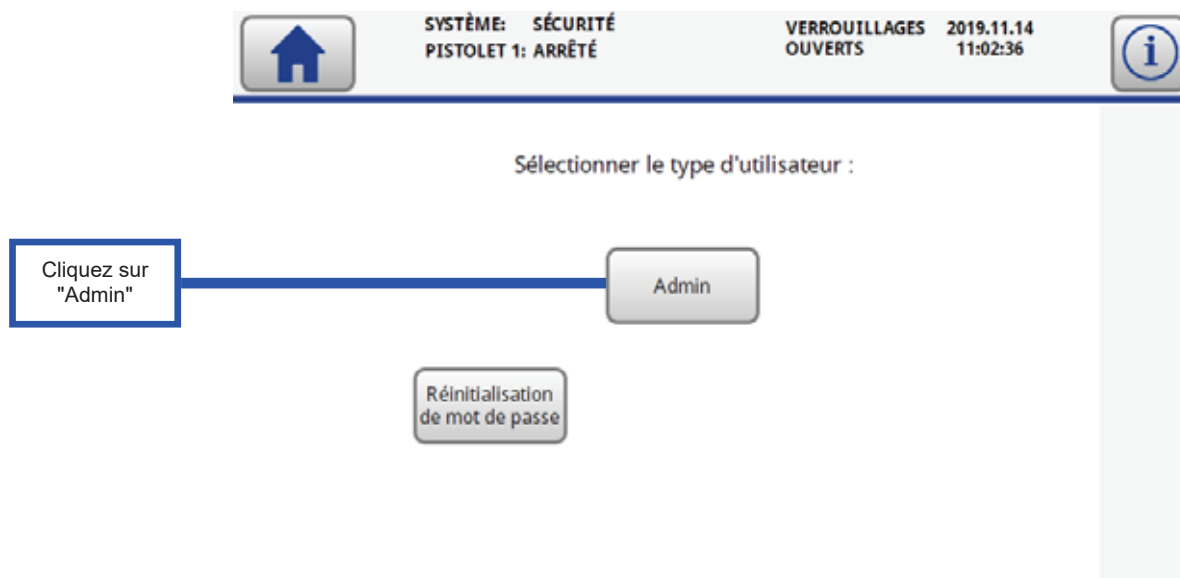 SYSTÈME: SÉCURITÉ
PISTOLET 1: ARRÊTÉ
VERROUILLAGES
OUVERTS
2019.11.14
11:02:36
i
Sélectionner le type d'utilisateur :
Cliquez sur
"Admin"
Admin
Réinitialisation
de mot de passe